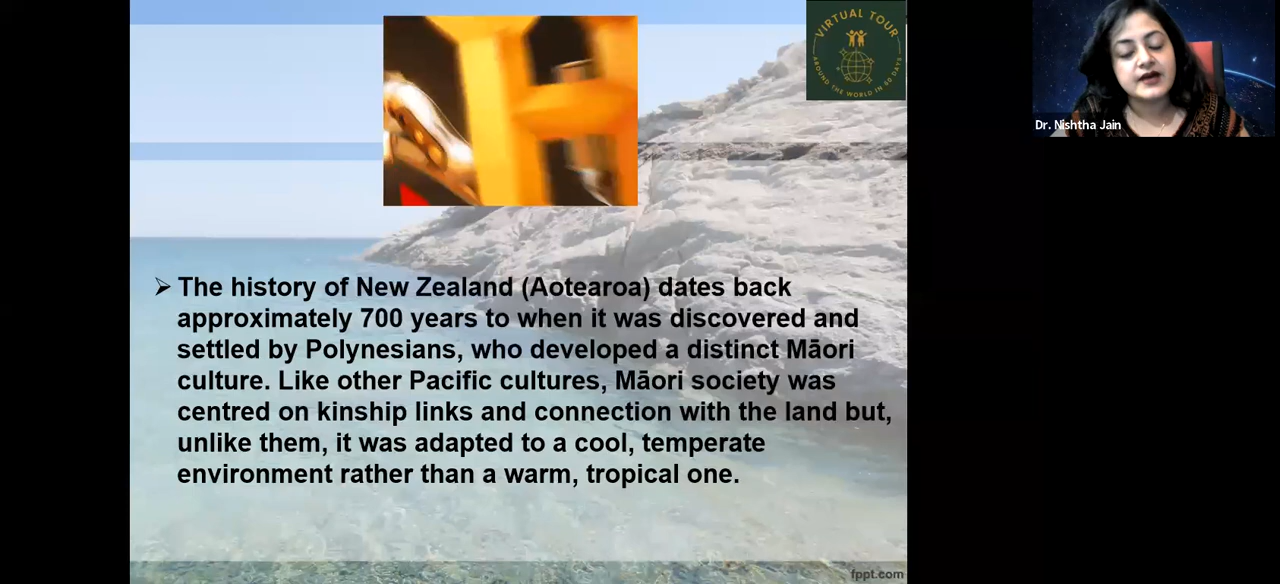 VIRTUAL TOUR
AROUND THE WORLD IN 80 DAYS
Dr. Nishtha Jain
➢ The history of New Zealand (Aotearoa) dates back
approximately 700 years to when it was discovered and
settled by Polynesians, who developed a distinct Māori
culture. Like other Pacific cultures, Māori society was
centred on kinship links and connection with the land but,
unlike them, it was adapted to a cool, temperate
environment rather than a warm, tropical one.
fppt.com